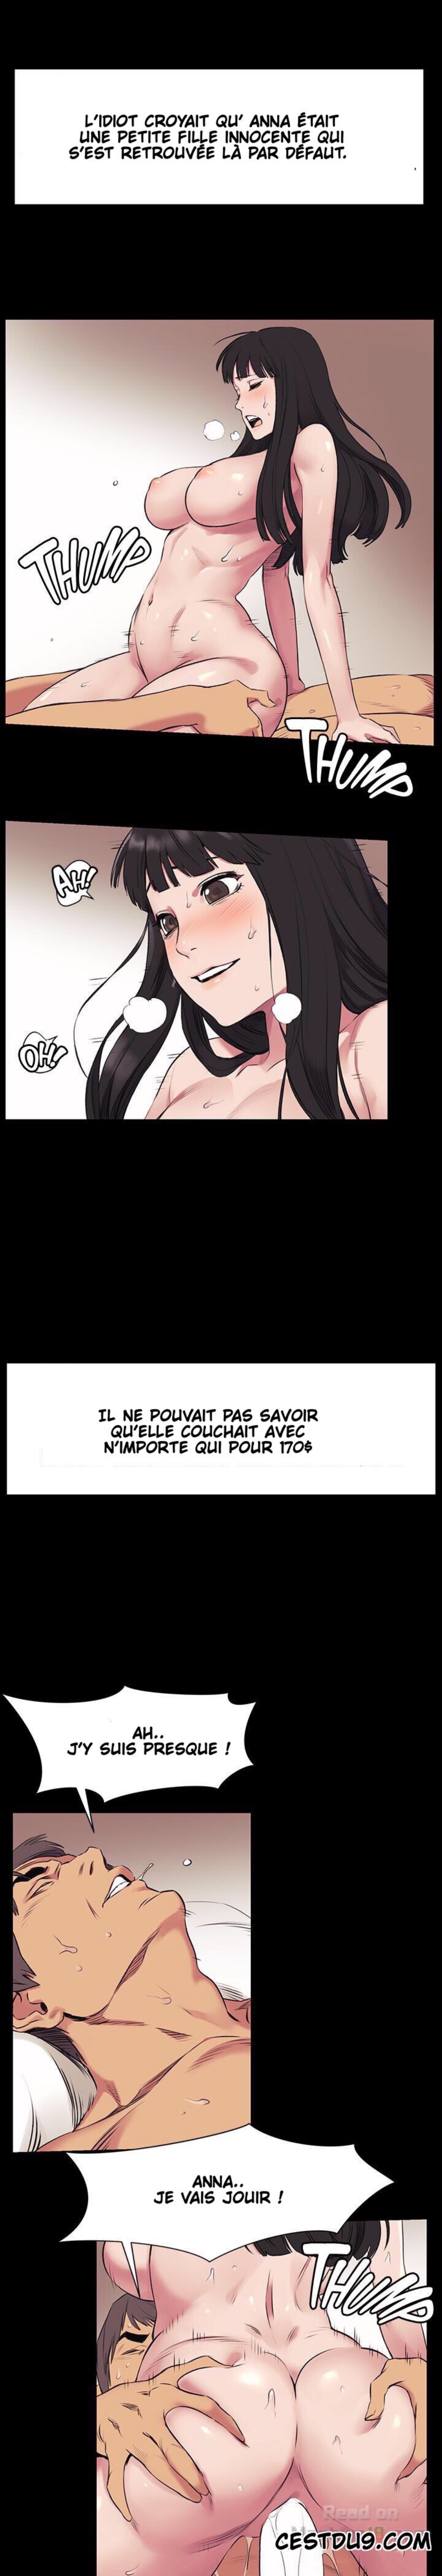 L'IDIOT CROYAIT QU' ANNA ÉTAIT
UNE PETITE FILLE INNOCENTE QUI
S'EST RETROUVÉE LÀ PAR DÉFAUT.
THUMP
THUMP
AH!
OH!
IL NE POUVAIT PAS SAVOIR
QU'ELLE COUCHAIT AVEC
N'IMPORTE QUI POUR 170$
AH..
J'Y SUIS PRESQUE !
ANNA..
JE VAIS JOUIR !
THUMP
Read on
CESTDU9.COM